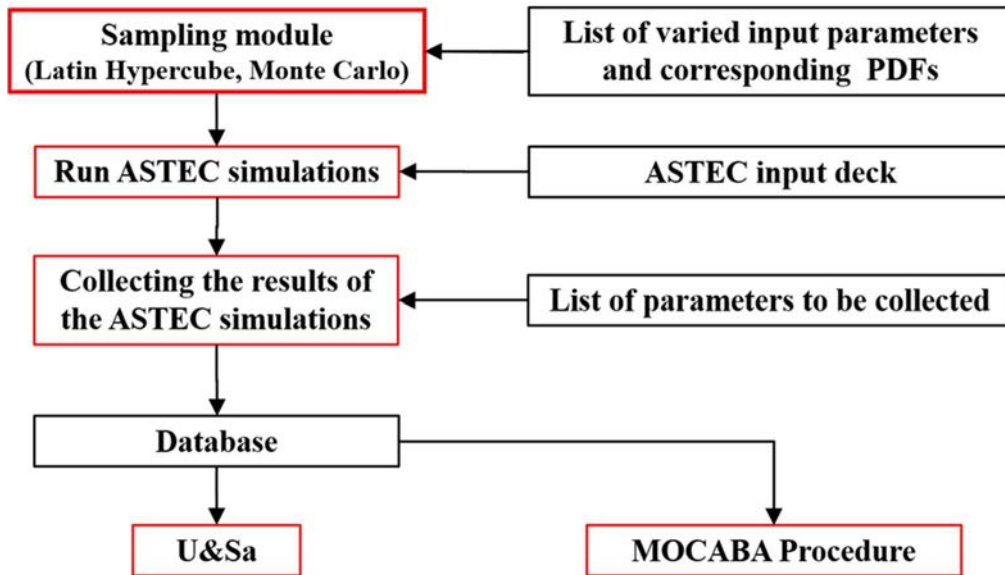 Sampling module
(Latin Hypercube, Monte Carlo)
List of varied input parameters
and corresponding PDFs
Run ASTEC simulations
ASTEC input deck
Collecting the results of
the ASTEC simulations
List of parameters to be collected
Database
U&Sa
MOCABA Procedure